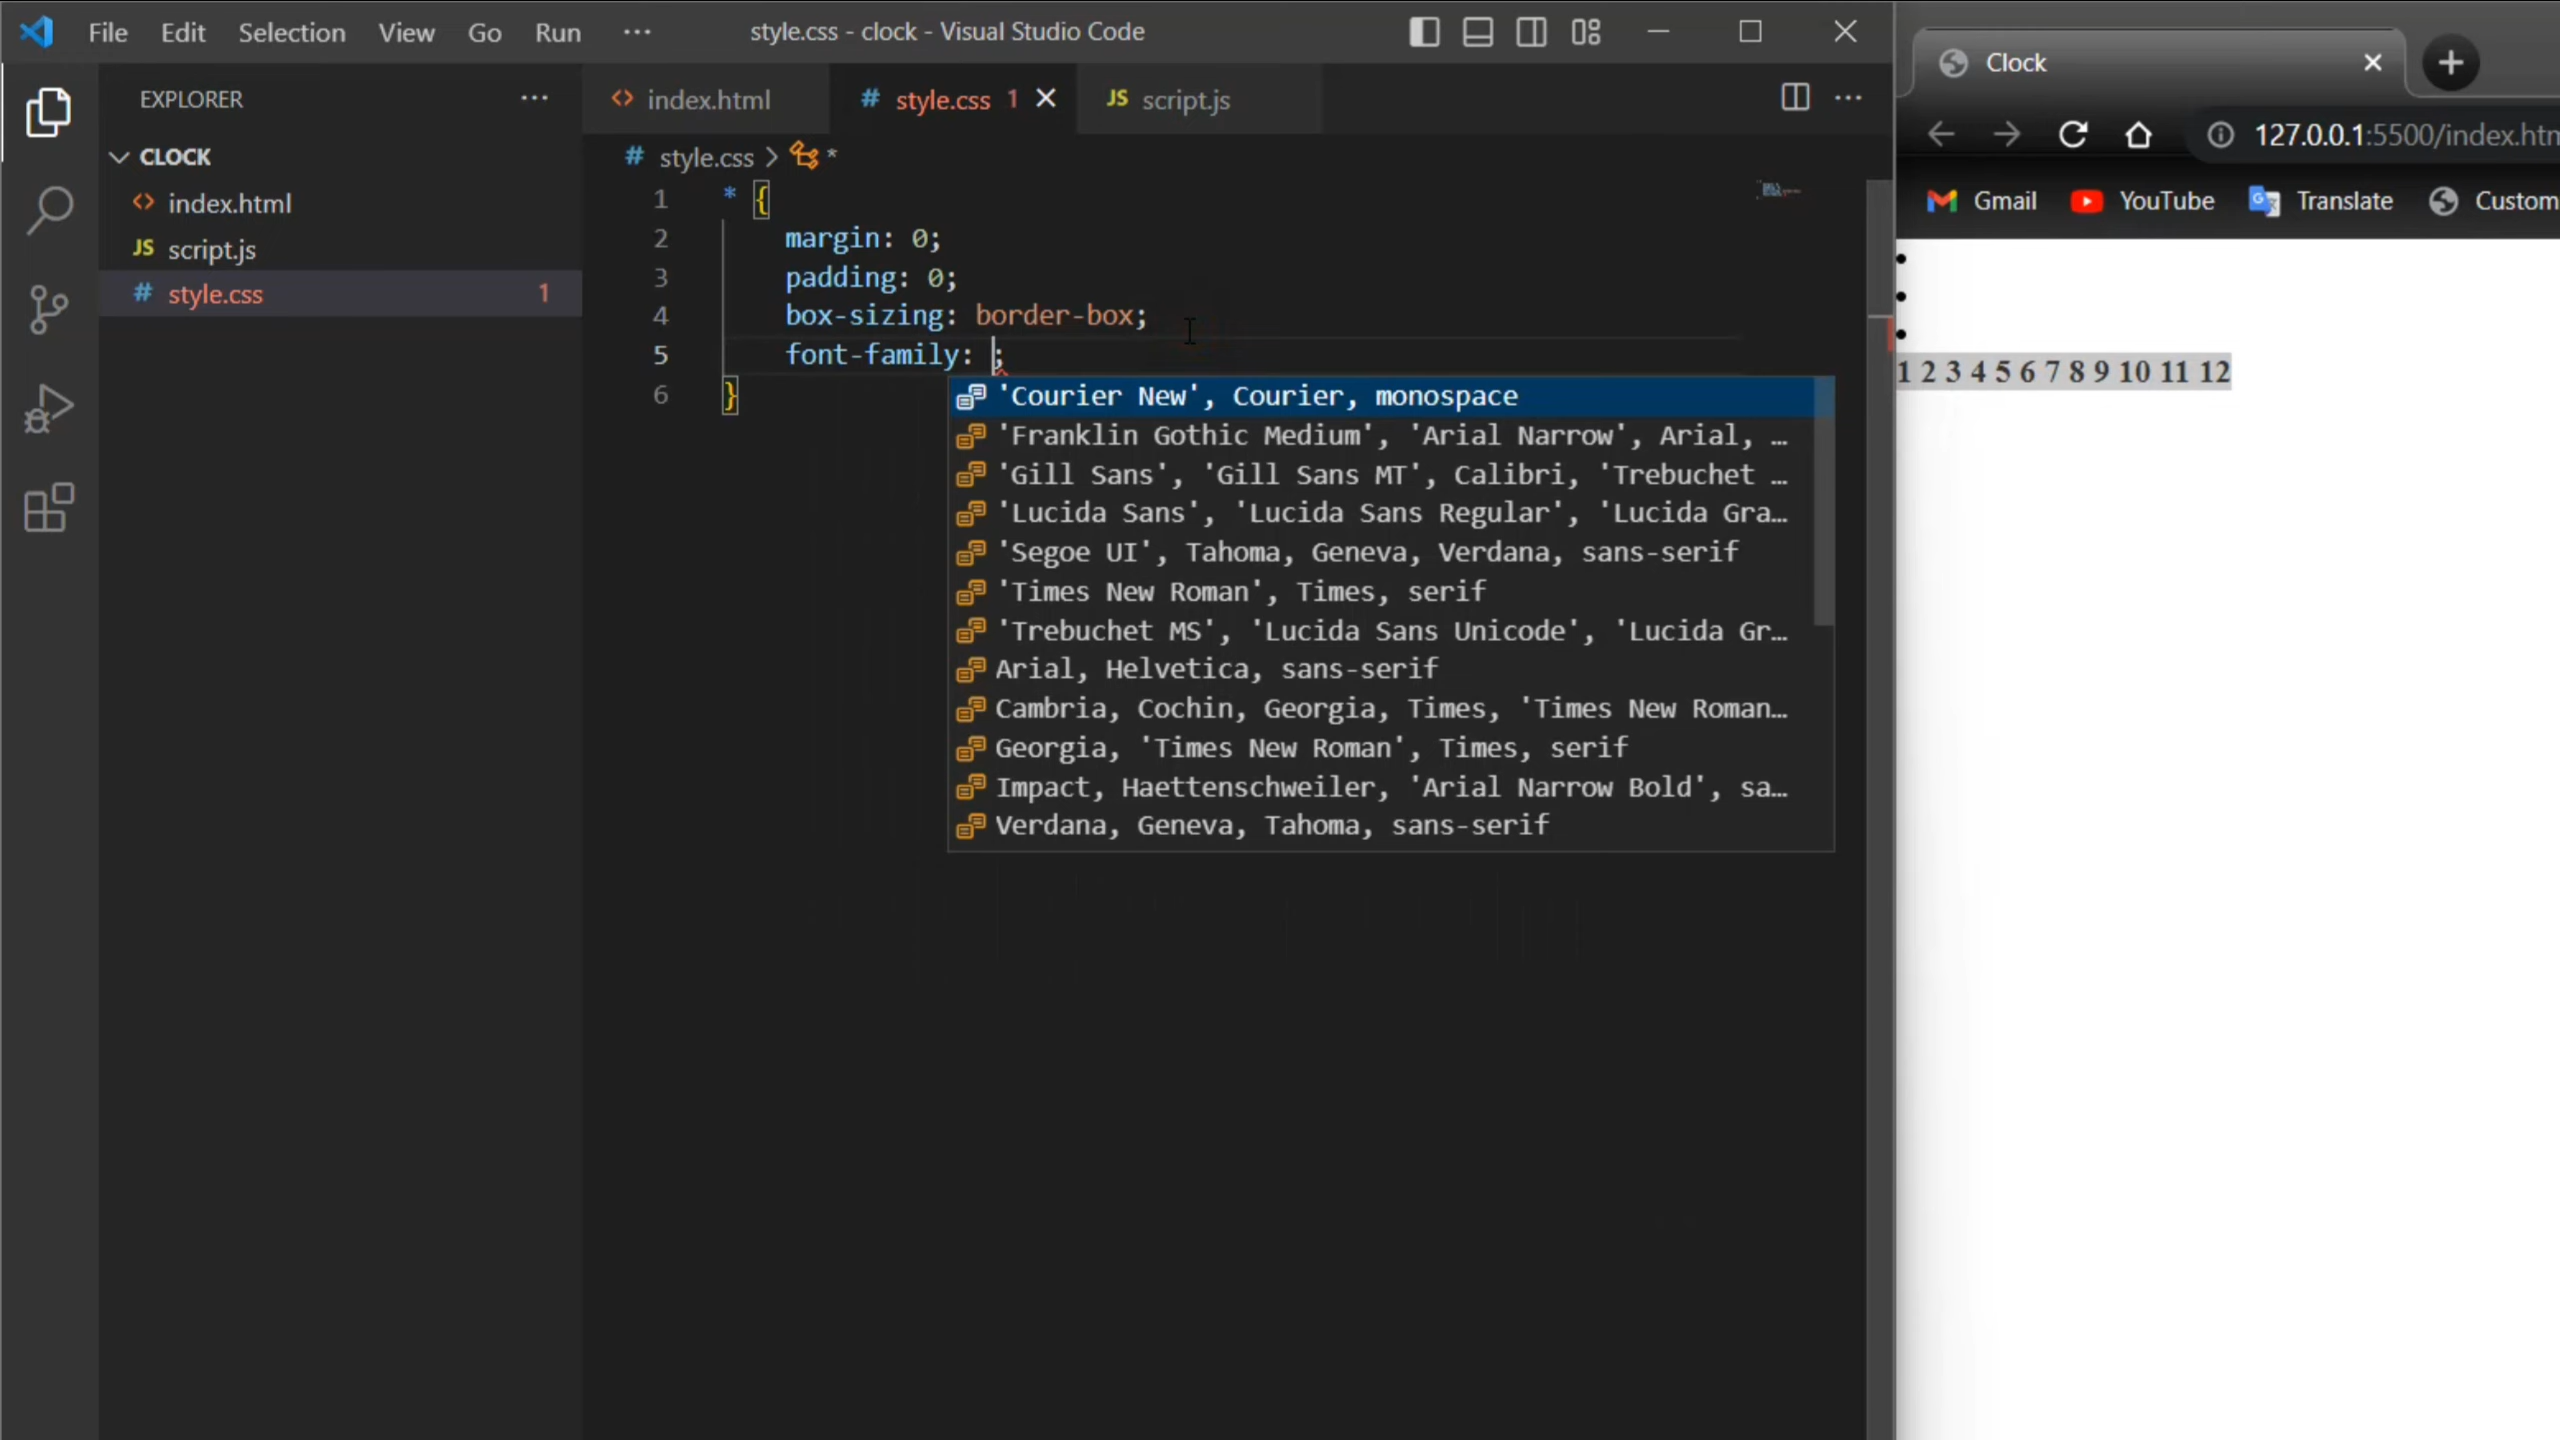 File Edit Selection View Go Run ··· style.css - clock - Visual Studio Code
EXPLORER ···
CLOCK
index.html
JS script.js
# style.css 1
<> index.html # style.css 1 JS script.js ···
# style.css > *
1 * {
2 margin: 0;
3 padding: 0;
4 box-sizing: border-box;
5 font-family: ;
6 }
'Courier New', Courier, monospace
'Franklin Gothic Medium', 'Arial Narrow', Arial, …
'Gill Sans', 'Gill Sans MT', Calibri, 'Trebuchet …
'Lucida Sans', 'Lucida Sans Regular', 'Lucida Gra…
'Segoe UI', Tahoma, Geneva, Verdana, sans-serif
'Times New Roman', Times, serif
'Trebuchet MS', 'Lucida Sans Unicode', 'Lucida Gr…
Arial, Helvetica, sans-serif
Cambria, Cochin, Georgia, Times, 'Times New Roman…
Georgia, 'Times New Roman', Times, serif
Impact, Haettenschweiler, 'Arial Narrow Bold', sa…
Verdana, Geneva, Tahoma, sans-serif
Clock
127.0.0.1:5500/index.htm
Gmail YouTube Translate Custom
•
•
•
1 2 3 4 5 6 7 8 9 10 11 12